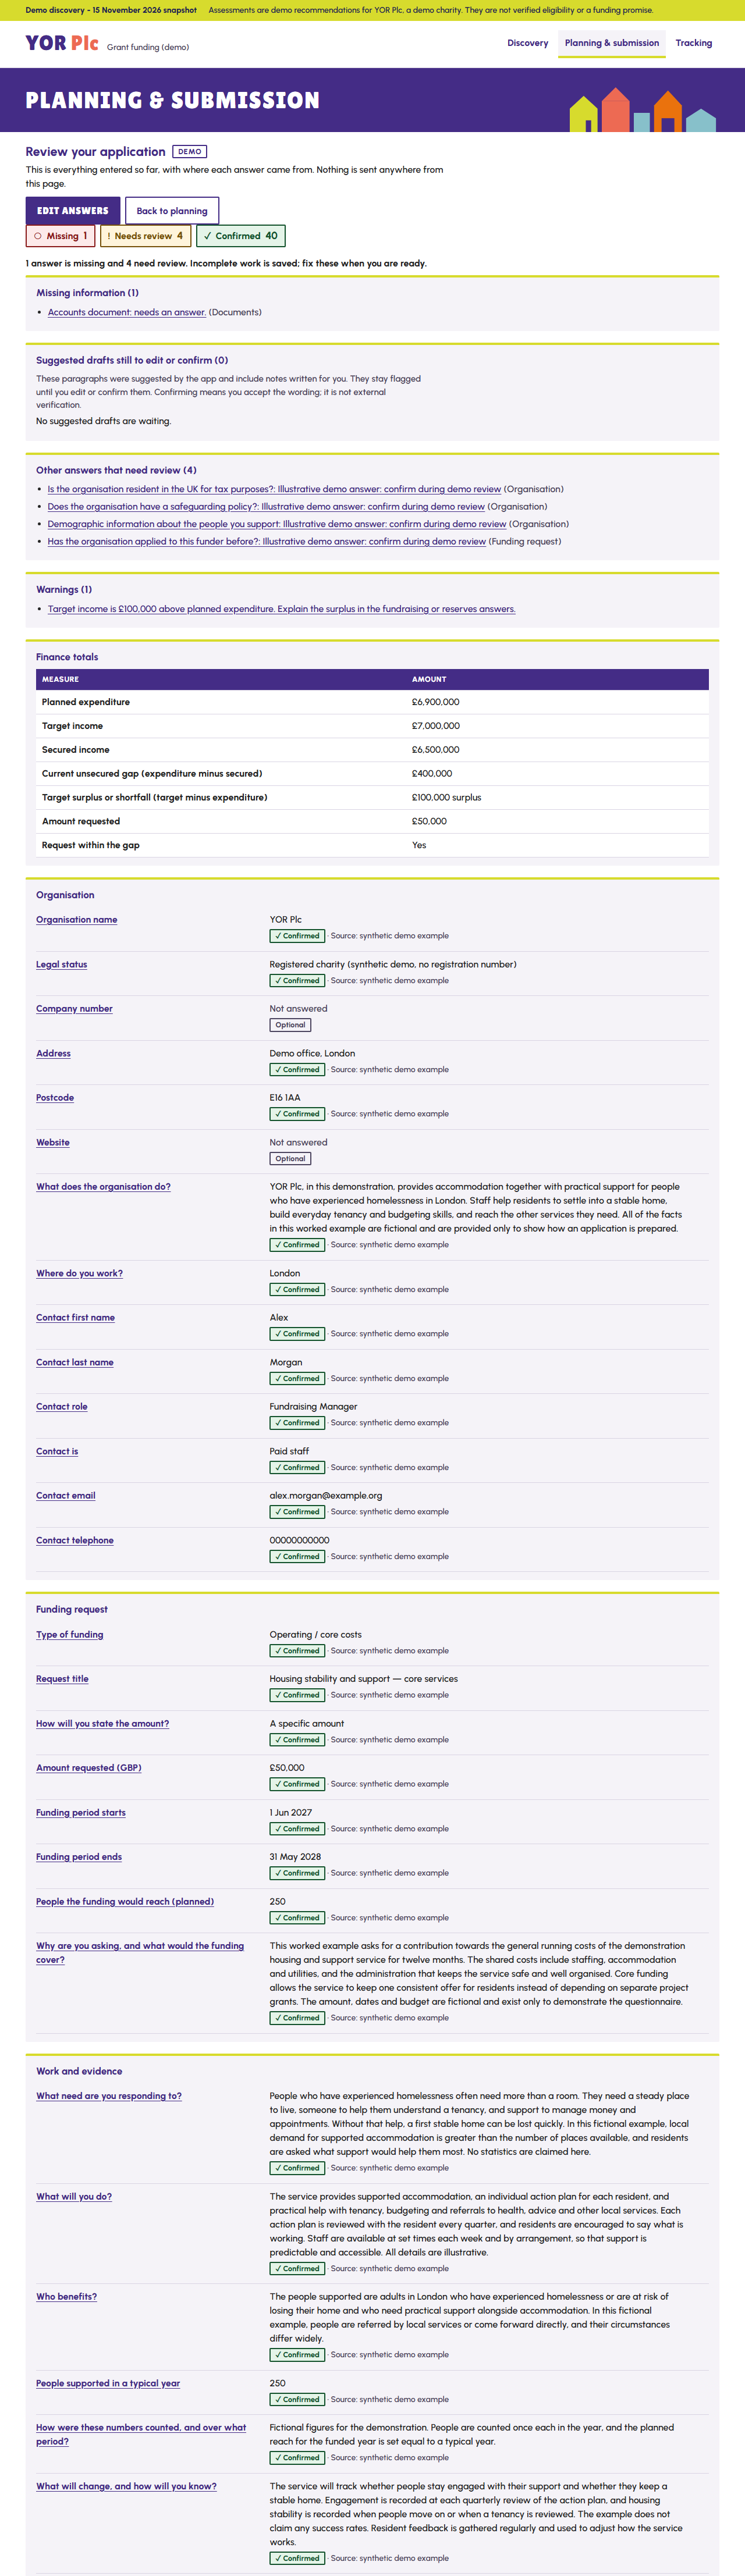 Demo discovery - 15 November 2026 snapshot Assessments are demo recommendations for YOR Plc, a demo charity. They are not verified eligibility or a funding promise.
YOR Plc Grant funding (demo) Discovery Planning & submission Tracking
PLANNING & SUBMISSION
Review your application DEMO
This is everything entered so far, with where each answer came from. Nothing is sent anywhere from
this page.
EDIT ANSWERS Back to planning
Missing 1 ! Needs review 4 ✓ Confirmed 40
1 answer is missing and 4 need review. Incomplete work is saved; fix these when you are ready.
Missing information (1)
• Accounts document: needs an answer. (Documents)
Suggested drafts still to edit or confirm (0)
These paragraphs were suggested by the app and include notes written for you. They stay flagged
until you edit or confirm them. Confirming means you accept the wording; it is not external
verification.
No suggested drafts are waiting.
Other answers that need review (4)
• Is the organisation resident in the UK for tax purposes?: Illustrative demo answer: confirm during demo review (Organisation)
• Does the organisation have a safeguarding policy?: Illustrative demo answer: confirm during demo review (Organisation)
• Demographic information about the people you support: Illustrative demo answer: confirm during demo review (Organisation)
• Has the organisation applied to this funder before?: Illustrative demo answer: confirm during demo review (Funding request)
Warnings (1)
• Target income is £100,000 above planned expenditure. Explain the surplus in the fundraising or reserves answers.
Finance totals
MEASURE AMOUNT
Planned expenditure £6,900,000
Target income £7,000,000
Secured income £6,500,000
Current unsecured gap (expenditure minus secured) £400,000
Target surplus or shortfall (target minus expenditure) £100,000 surplus
Amount requested £50,000
Request within the gap Yes
Organisation
Organisation name YOR Plc
✓ Confirmed · Source: synthetic demo example
Legal status Registered charity (synthetic demo, no registration number)
✓ Confirmed · Source: synthetic demo example
Company number Not answered
Optional
Address Demo office, London
✓ Confirmed · Source: synthetic demo example
Postcode E16 1AA
✓ Confirmed · Source: synthetic demo example
Website Not answered
Optional
What does the organisation do? YOR Plc, in this demonstration, provides accommodation together with practical support for people
who have experienced homelessness in London. Staff help residents to settle into a stable home,
build everyday tenancy and budgeting skills, and reach the other services they need. All of the facts
in this worked example are fictional and are provided only to show how an application is prepared.
✓ Confirmed · Source: synthetic demo example
Where do you work? London
✓ Confirmed · Source: synthetic demo example
Contact first name Alex
✓ Confirmed · Source: synthetic demo example
Contact last name Morgan
✓ Confirmed · Source: synthetic demo example
Contact role Fundraising Manager
✓ Confirmed · Source: synthetic demo example
Contact is Paid staff
✓ Confirmed · Source: synthetic demo example
Contact email alex.morgan@example.org
✓ Confirmed · Source: synthetic demo example
Contact telephone 00000000000
✓ Confirmed · Source: synthetic demo example
Funding request
Type of funding Operating / core costs
✓ Confirmed · Source: synthetic demo example
Request title Housing stability and support — core services
✓ Confirmed · Source: synthetic demo example
How will you state the amount? A specific amount
✓ Confirmed · Source: synthetic demo example
Amount requested (GBP) £50,000
✓ Confirmed · Source: synthetic demo example
Funding period starts 1 Jun 2027
✓ Confirmed · Source: synthetic demo example
Funding period ends 31 May 2028
✓ Confirmed · Source: synthetic demo example
People the funding would reach (planned) 250
✓ Confirmed · Source: synthetic demo example
Why are you asking, and what would the funding This worked example asks for a contribution towards the general running costs of the demonstration
cover? housing and support service for twelve months. The shared costs include staffing, accommodation
and utilities, and the administration that keeps the service safe and well organised. Core funding
allows the service to keep one consistent offer for residents instead of depending on separate project
grants. The amount, dates and budget are fictional and exist only to demonstrate the questionnaire.
✓ Confirmed · Source: synthetic demo example
Work and evidence
What need are you responding to? People who have experienced homelessness often need more than a room. They need a steady place
to live, someone to help them understand a tenancy, and support to manage money and
appointments. Without that help, a first stable home can be lost quickly. In this fictional example, local
demand for supported accommodation is greater than the number of places available, and residents
are asked what support would help them most. No statistics are claimed here.
✓ Confirmed · Source: synthetic demo example
What will you do? The service provides supported accommodation, an individual action plan for each resident, and
practical help with tenancy, budgeting and referrals to health, advice and other local services. Each
action plan is reviewed with the resident every quarter, and residents are encouraged to say what is
working. Staff are available at set times each week and by arrangement, so that support is
predictable and accessible. All details are illustrative.
✓ Confirmed · Source: synthetic demo example
Who benefits? The people supported are adults in London who have experienced homelessness or are at risk of
losing their home and who need practical support alongside accommodation. In this fictional
example, people are referred by local services or come forward directly, and their circumstances
differ widely.
✓ Confirmed · Source: synthetic demo example
People supported in a typical year 250
✓ Confirmed · Source: synthetic demo example
How were these numbers counted, and over what Fictional figures for the demonstration. People are counted once each in the year, and the planned
period? reach for the funded year is set equal to a typical year.
✓ Confirmed · Source: synthetic demo example
What will change, and how will you know? The service will track whether people stay engaged with their support and whether they keep a
stable home. Engagement is recorded at each quarterly review of the action plan, and housing
stability is recorded when people move on or when a tenancy is reviewed. The example does not
claim any success rates. Resident feedback is gathered regularly and used to adjust how the service
works.
✓ Confirmed · Source: synthetic demo example